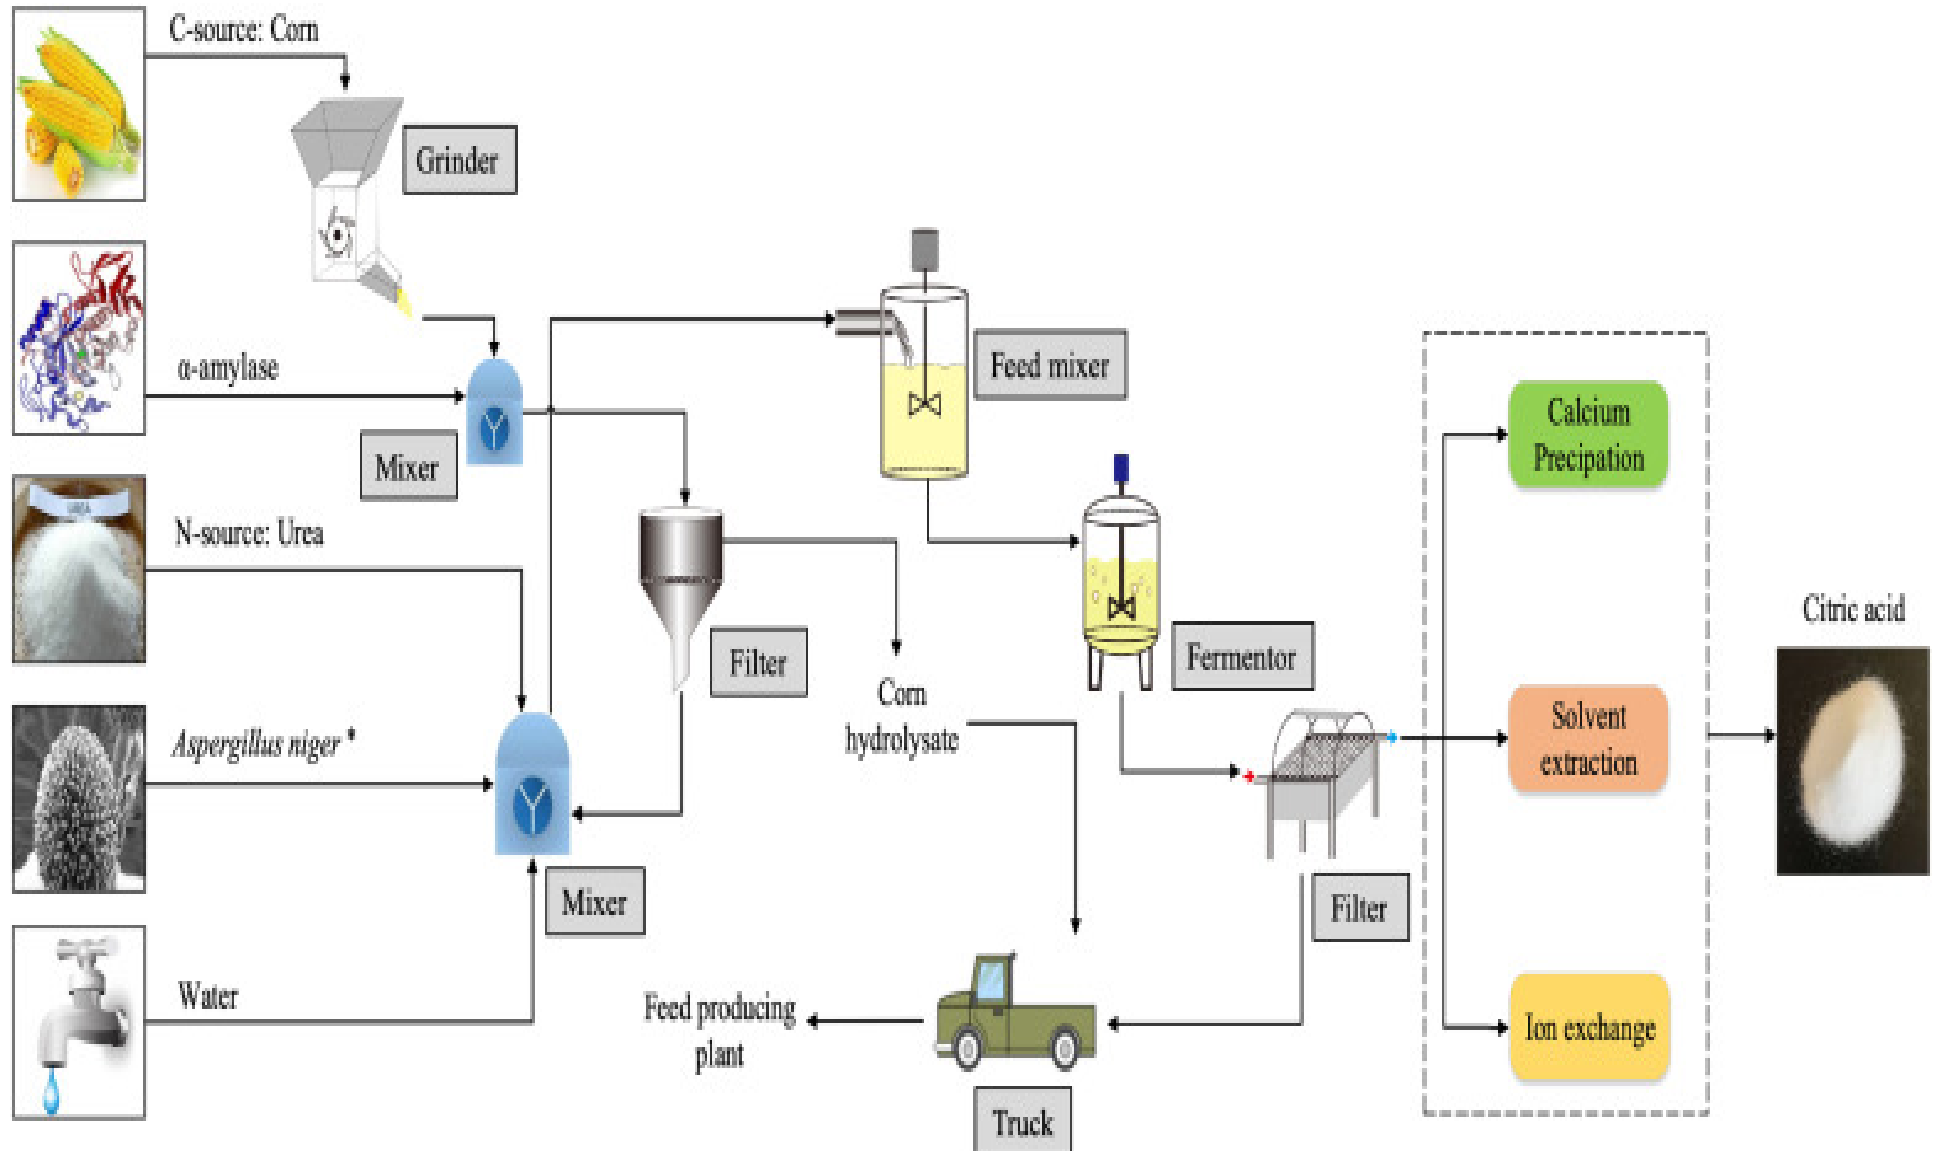 C-source: Corn
Grinder
α-amylase
Mixer
Feed mixer
N-source: Urea
UREA
Filter
Fermentor
Corn
hydrolysate
Aspergillus niger *
Mixer
Water
Filter
Feed producing
plant
Truck
Calcium
Precipation
Solvent
extraction
Ion exchange
Citric acid